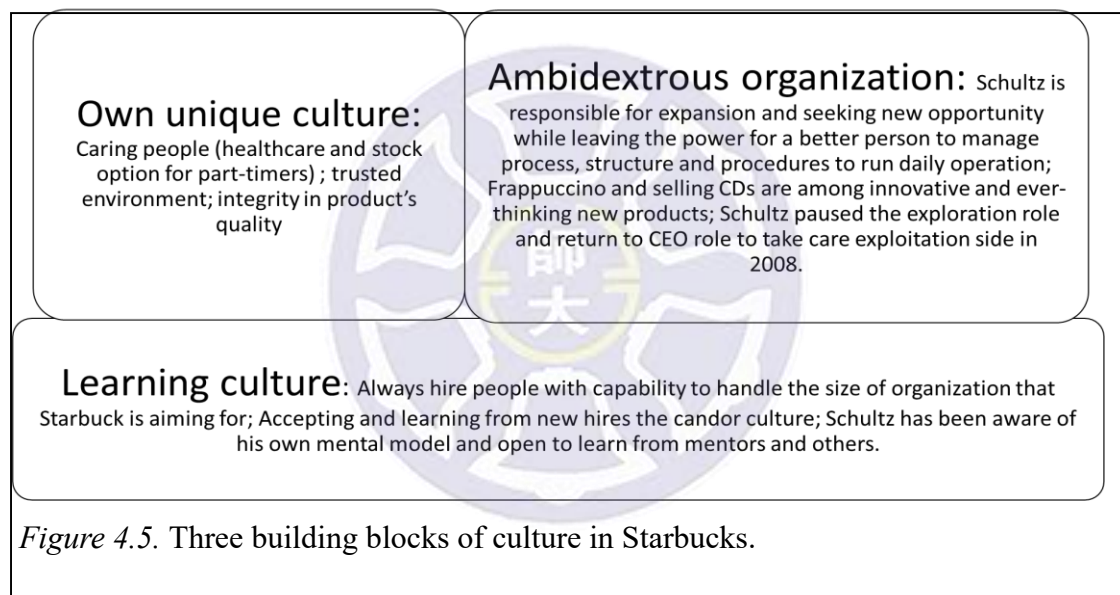 Own unique culture:
Caring people (healthcare and stock
option for part-timers) ; trusted
environment; integrity in product's
quality
Ambidextrous organization: Schultz is
responsible for expansion and seeking new opportunity
while leaving the power for a better person to manage
process, structure and procedures to run daily operation;
Frappuccino and selling CDs are among innovative and ever-
thinking new products; Schultz paused the exploration role
and return to CEO role to take care exploitation side in
2008.
師
大
Learning culture: Always hire people with capability to handle the size of organization that
Starbuck is aiming for; Accepting and learning from new hires the candor culture; Schultz has been aware of
his own mental model and open to learn from mentors and others.
Figure 4.5. Three building blocks of culture in Starbucks.